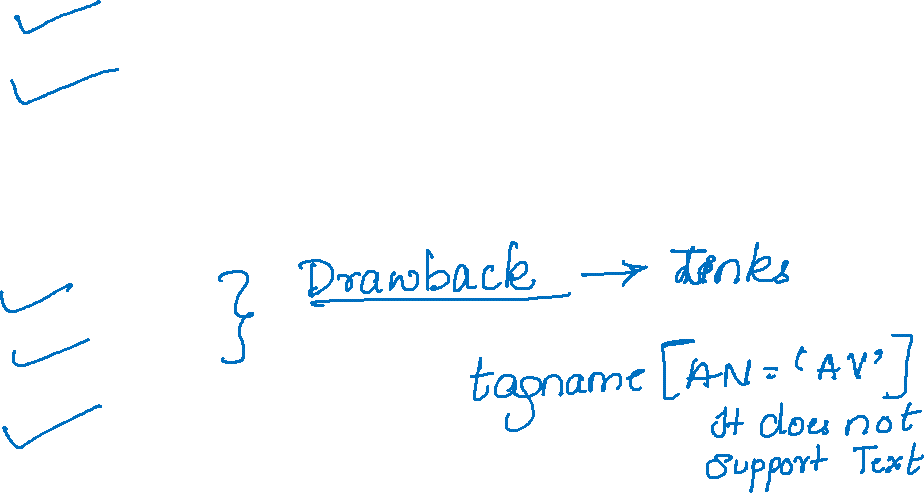 Drawback → Links
tagname [AN = 'AV']
It does not
Support Text